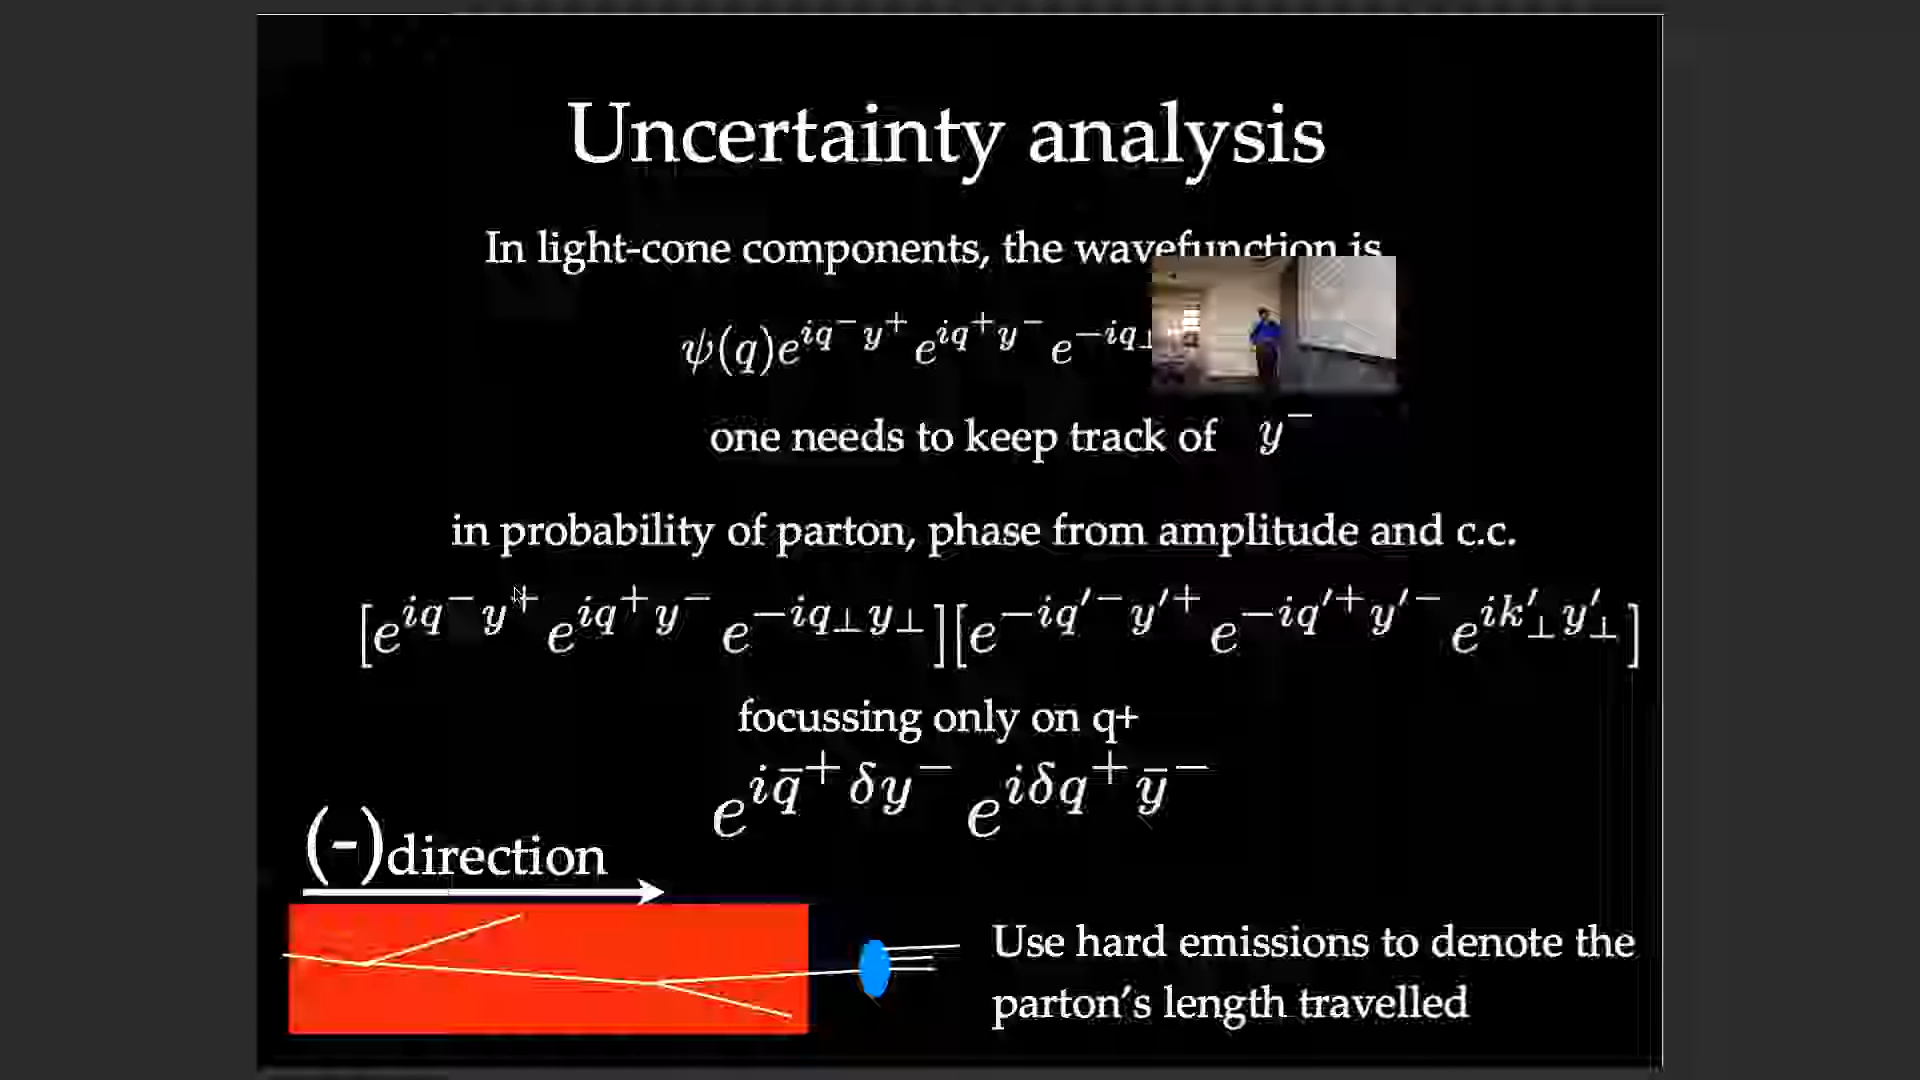 Uncertainty analysis
In light-cone components, the wavefunction is
ψ(q)e^{iq^- y^+} e^{iq^+ y^-} e^{-iq_⊥
one needs to keep track of y^-
in probability of parton, phase from amplitude and c.c.
[e^{iq^- y^+} e^{iq^+ y^-} e^{-iq_⊥ y_⊥}][e^{-iq'^- y'^+} e^{-iq'^+ y'^-} e^{ik'_⊥ y'_⊥}]
focussing only on q+
e^{i\bar{q}^+ δy^-} e^{iδq^+ \bar{y}^-}
(-)direction
Use hard emissions to denote the
parton's length travelled